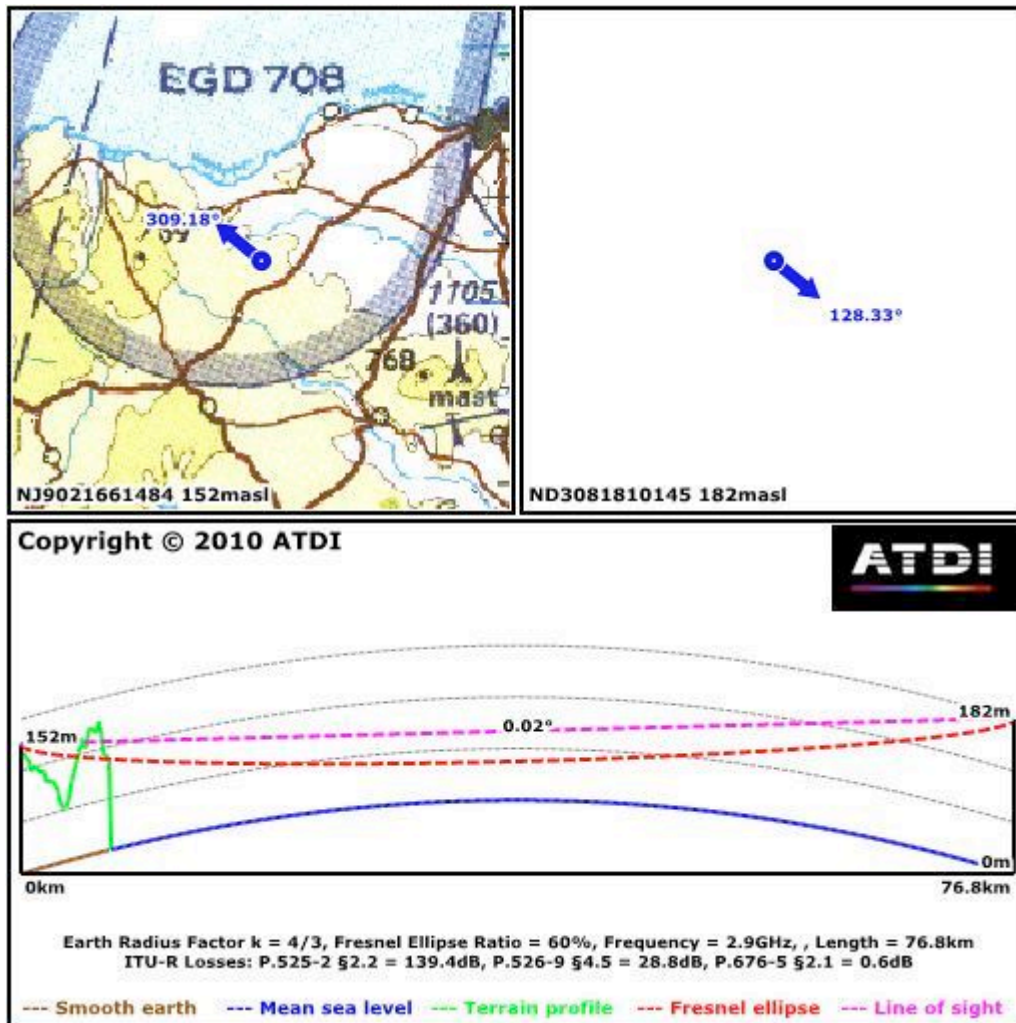 EGD 708
309.18°
1105
(360)
768
mast
NJ9021661484 152masl
128.33°
ND3081810145 182masl
Copyright © 2010 ATDI
ATDI
152m
0.02°
182m
0m
0km
76.8km
Earth Radius Factor k = 4/3, Fresnel Ellipse Ratio = 60%, Frequency = 2.9GHz, , Length = 76.8km
ITU-R Losses: P.525-2 §2.2 = 139.4dB, P.526-9 §4.5 = 28.8dB, P.676-5 §2.1 = 0.6dB
--- Smooth earth --- Mean sea level --- Terrain profile --- Fresnel ellipse --- Line of sight